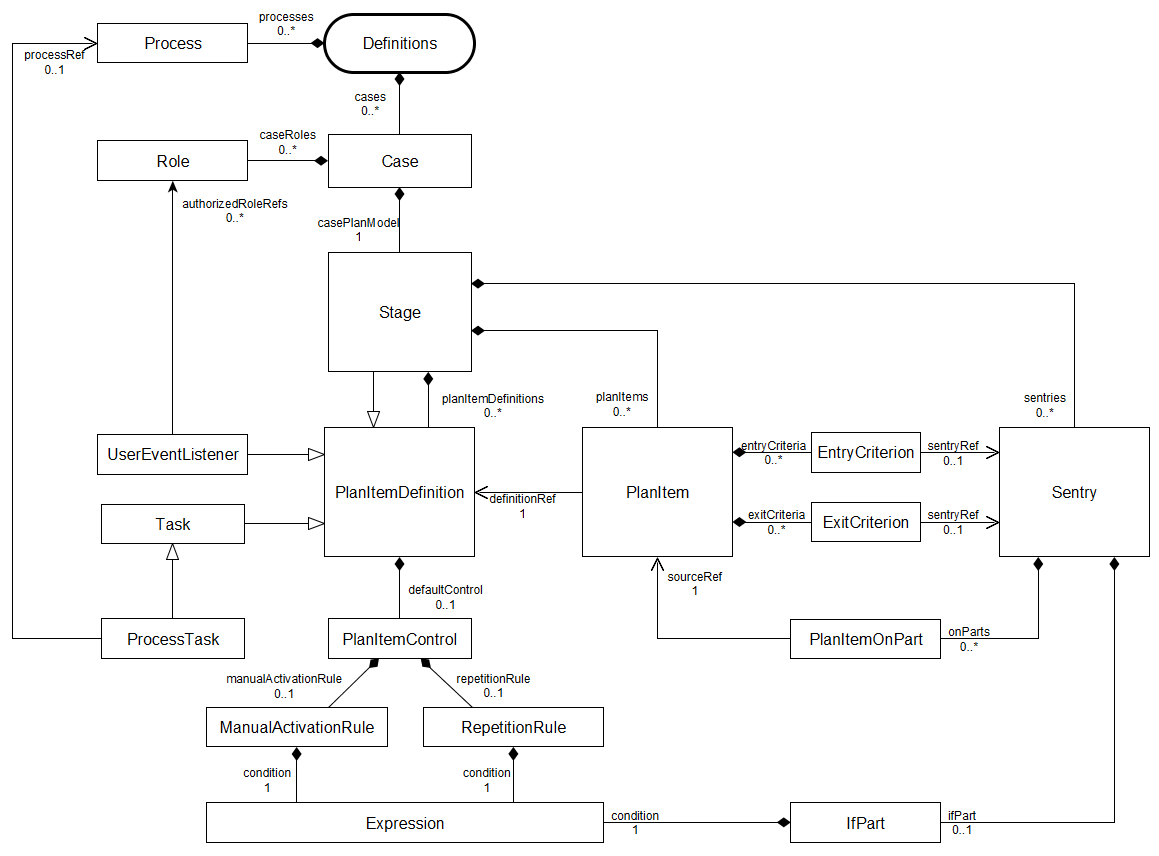 processes
0..*
Process
Definitions
processRef
0..1
cases
0..*
caseRoles
0..*
Role
Case
authorizedRoleRefs
0..*
casePlanModel
1
Stage
planItemDefinitions
0..*
planItems
0..*
sentries
0..*
UserEventListener
PlanItemDefinition
definitionRef
1
PlanItem
entryCriteria
0..*
EntryCriterion
sentryRef
0..1
exitCriteria
0..*
ExitCriterion
sentryRef
0..1
Sentry
Task
defaultControl
0..1
sourceRef
1
ProcessTask
PlanItemControl
PlanItemOnPart
onParts
0..*
manualActivationRule
0..1
repetitionRule
0..1
ManualActivationRule
RepetitionRule
condition
1
condition
1
Expression
condition
1
IfPart
ifPart
0..1